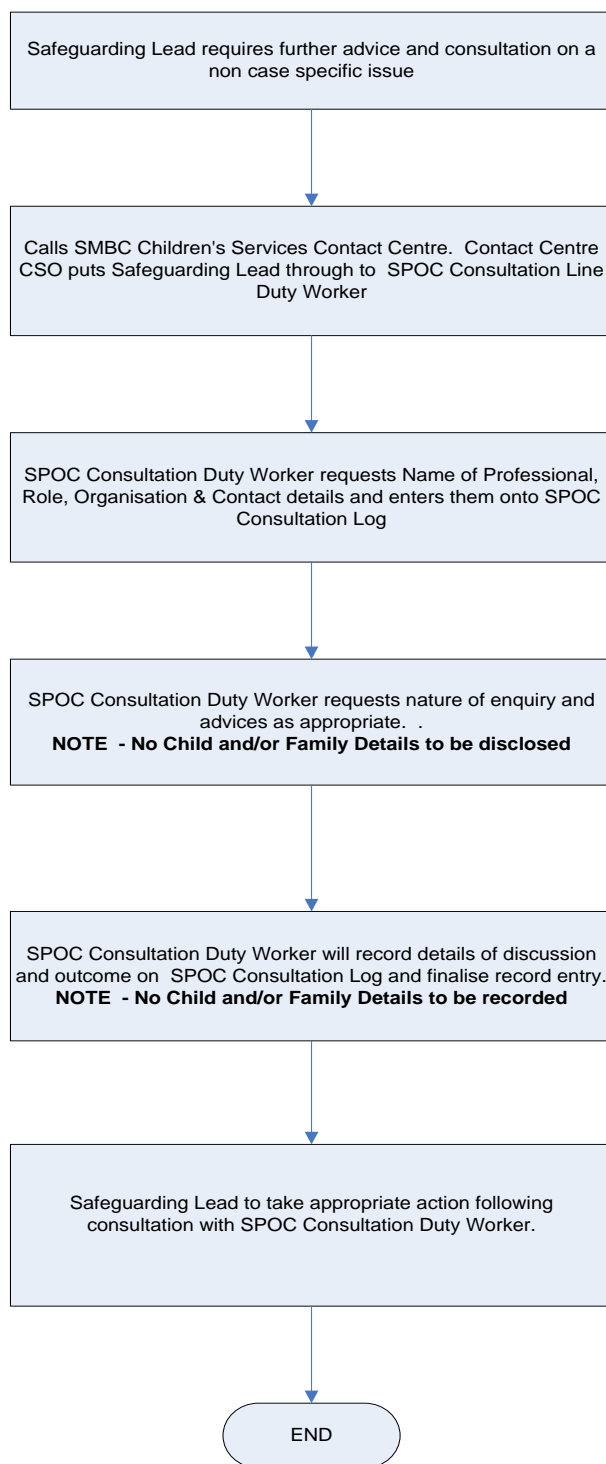 Safeguarding Lead requires further advice and consultation on a
non case specific issue
Calls SMBC Children's Services Contact Centre.  Contact Centre
CSO puts Safeguarding Lead through to  SPOC Consultation Line
Duty Worker
SPOC Consultation Duty Worker requests Name of Professional,
Role, Organisation & Contact details and enters them onto SPOC
Consultation Log
SPOC Consultation Duty Worker requests nature of enquiry and
advices as appropriate.  .
NOTE  - No Child and/or Family Details to be disclosed
SPOC Consultation Duty Worker will record details of discussion
and outcome on  SPOC Consultation Log and finalise record entry.
NOTE  - No Child and/or Family Details to be recorded
Safeguarding Lead to take appropriate action following
consultation with SPOC Consultation Duty Worker.
END